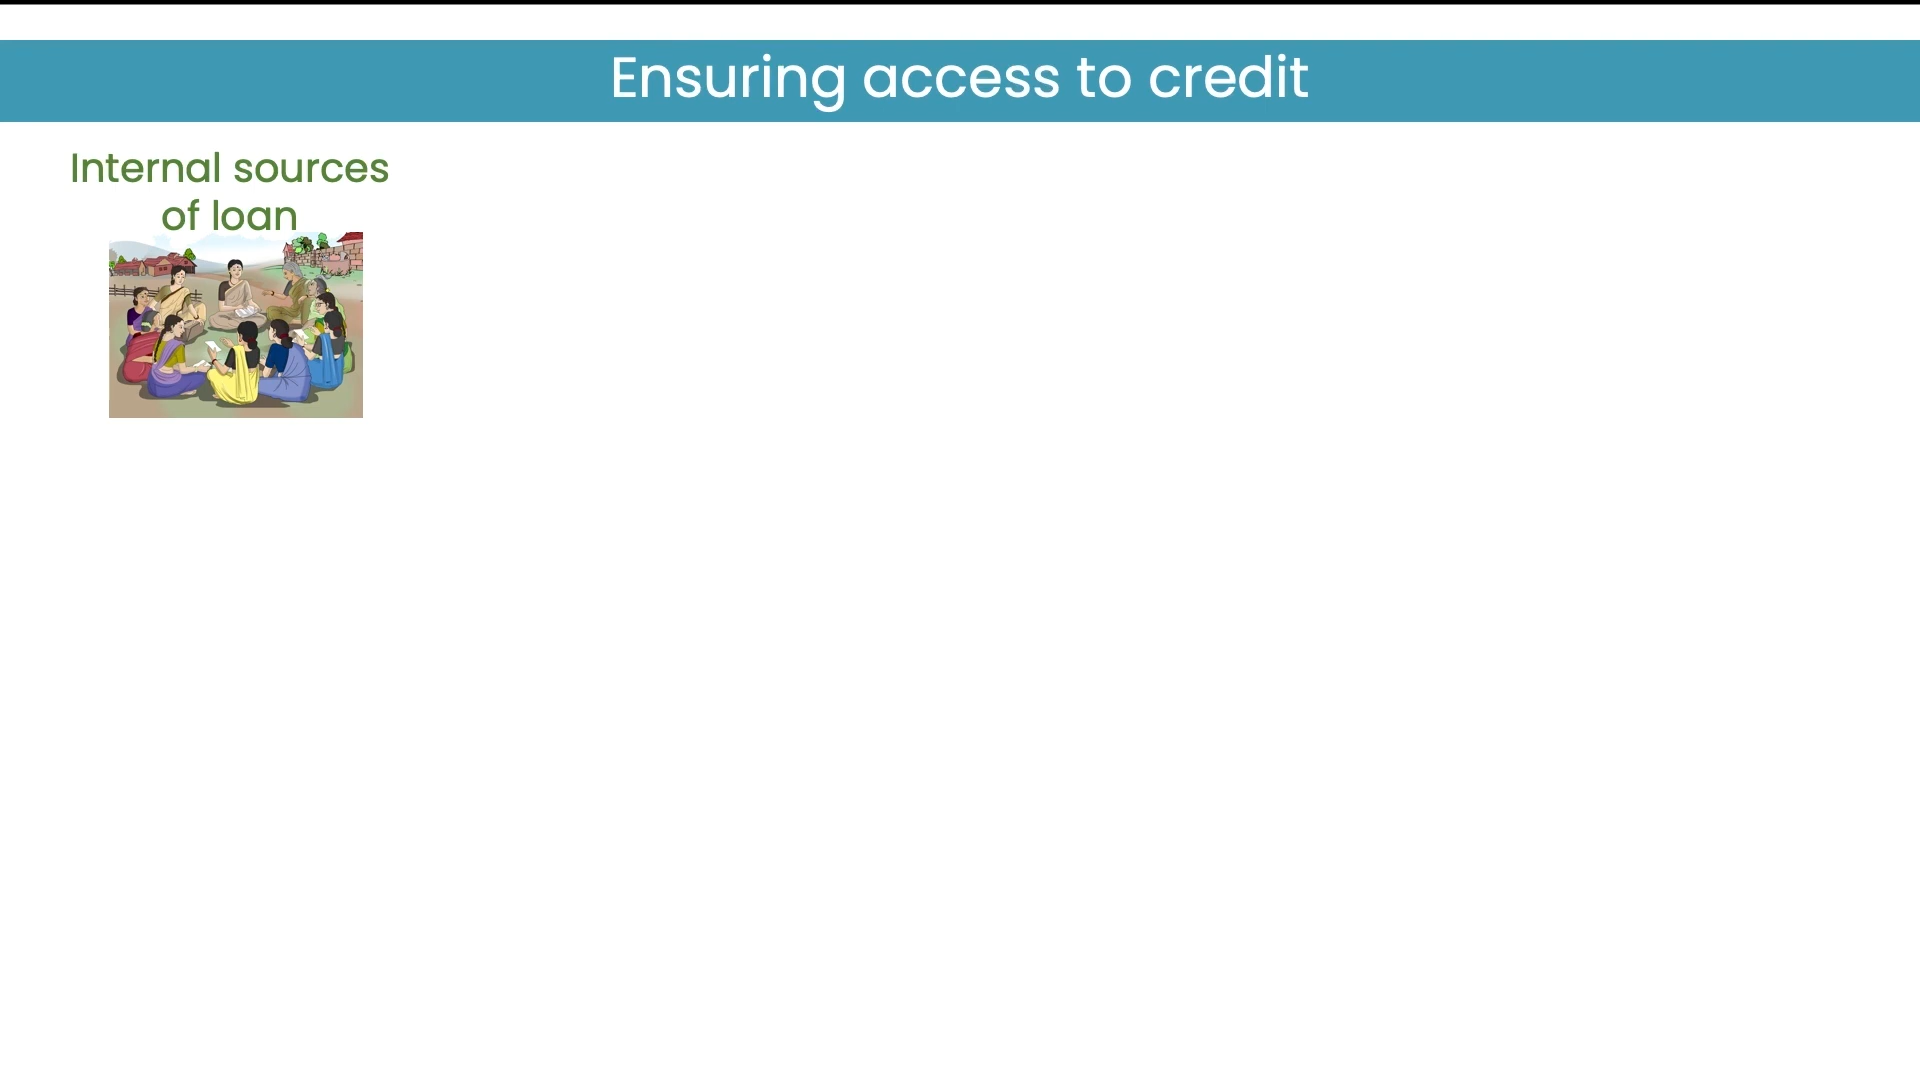 Ensuring access to credit
Internal sources
of loan